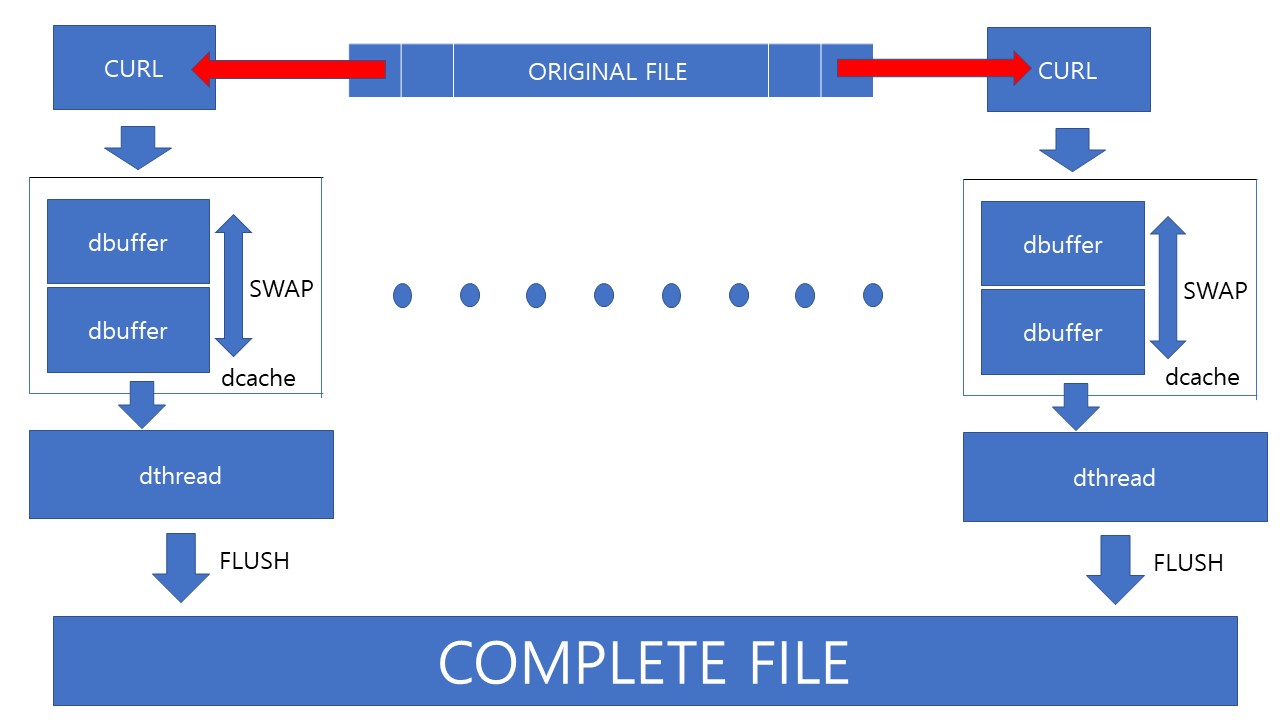 CURL
ORIGINAL FILE
CURL
dbuffer
dbuffer
SWAP
dcache
dbuffer
dbuffer
SWAP
dcache
dthread
dthread
FLUSH
FLUSH
COMPLETE FILE